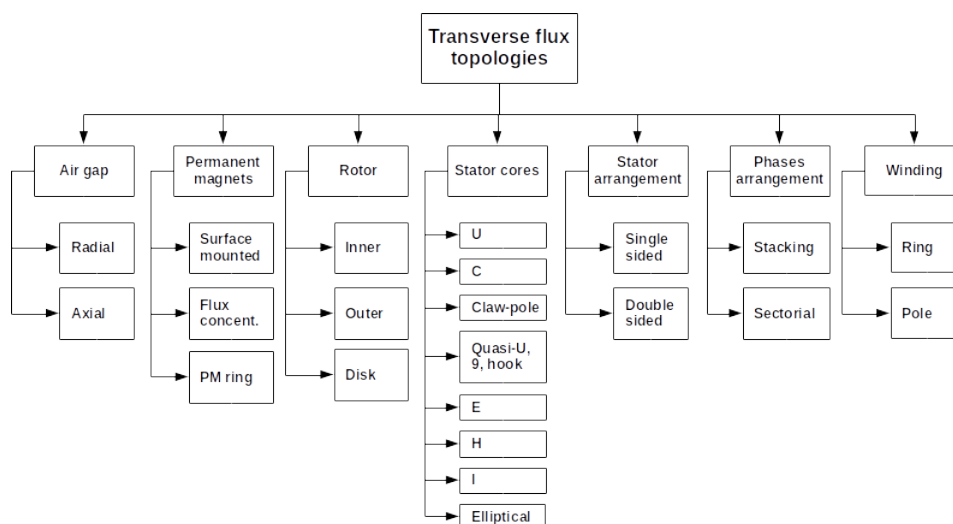 Transverse flux
topologies
Air gap
Permanent
magnets
Rotor
Stator cores
Stator
arrangement
Phases
arrangement
Winding
Radial
Axial
Surface
mounted
Flux
concent.
PM ring
Inner
Outer
Disk
U
C
Claw-pole
Quasi-U,
9, hook
E
H
I
Elliptical
Single
sided
Double
sided
Stacking
Sectorial
Ring
Pole